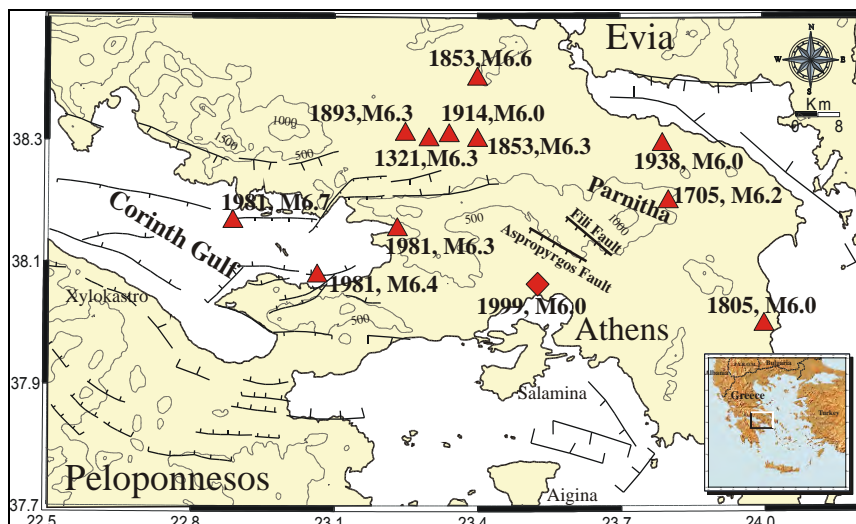 Evia
N
W
E
S
Km
0 8
1853,M6.6
1893,M6.3
1914,M6.0
1000
1500
500
38.3
1321,M6.3
1853,M6.3
1938, M6.0
Parnitha
1705, M6.2
1981, M6.7
500
1000
Corinth Gulf
Fili Fault
1981, M6.3
Aspropyrgos Fault
38.1
Xylokastro
1981, M6.4
1999, M6.0
1805, M6.0
500
Athens
37.9
Salamina
Bulgaria
Greece
Turkey
Peloponnesos
Aigina
37.7
22.5
22.8
23.1
23.4
23.7
24.0